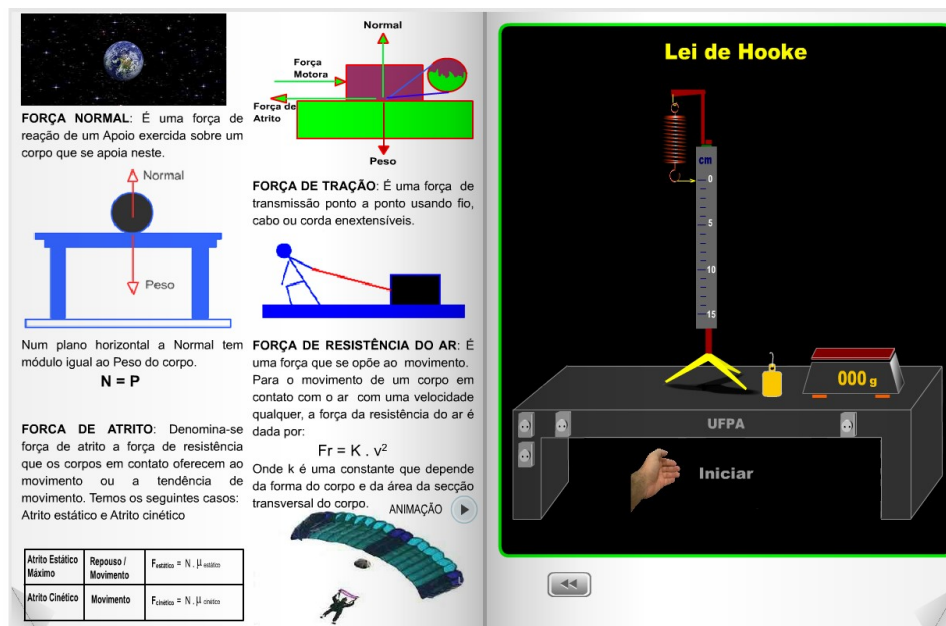 FORÇA NORMAL: É uma força de
reação de um Apoio exercida sobre um
corpo que se apoia neste.
Normal
Peso
Num plano horizontal a Normal tem
módulo igual ao Peso do corpo.
N = P
FORCA DE ATRITO: Denomina-se
força de atrito a força de resistência
que os corpos em contato oferecem ao
movimento ou a tendência de
movimento. Temos os seguintes casos:
Atrito estático e Atrito cinético
Atrito Estático Máximo | Repouso / Movimento | Festático = N . μ estático
Atrito Cinético | Movimento | Fcinético = N . μ cinético
Normal
Força
Motora
Força de
Atrito
Peso
FORÇA DE TRAÇÃO: É uma força de
transmissão ponto a ponto usando fio,
cabo ou corda enextensíveis.
FORÇA DE RESISTÊNCIA DO AR: É
uma força que se opõe ao movimento.
Para o movimento de um corpo em
contato com o ar com uma velocidade
qualquer, a força da resistência do ar é
dada por:
Fr = K . v²
Onde k é uma constante que depende
da forma do corpo e da área da secção
transversal do corpo.
ANIMAÇÃO
Lei de Hooke
cm
0
5
10
15
000 g
UFPA
Iniciar